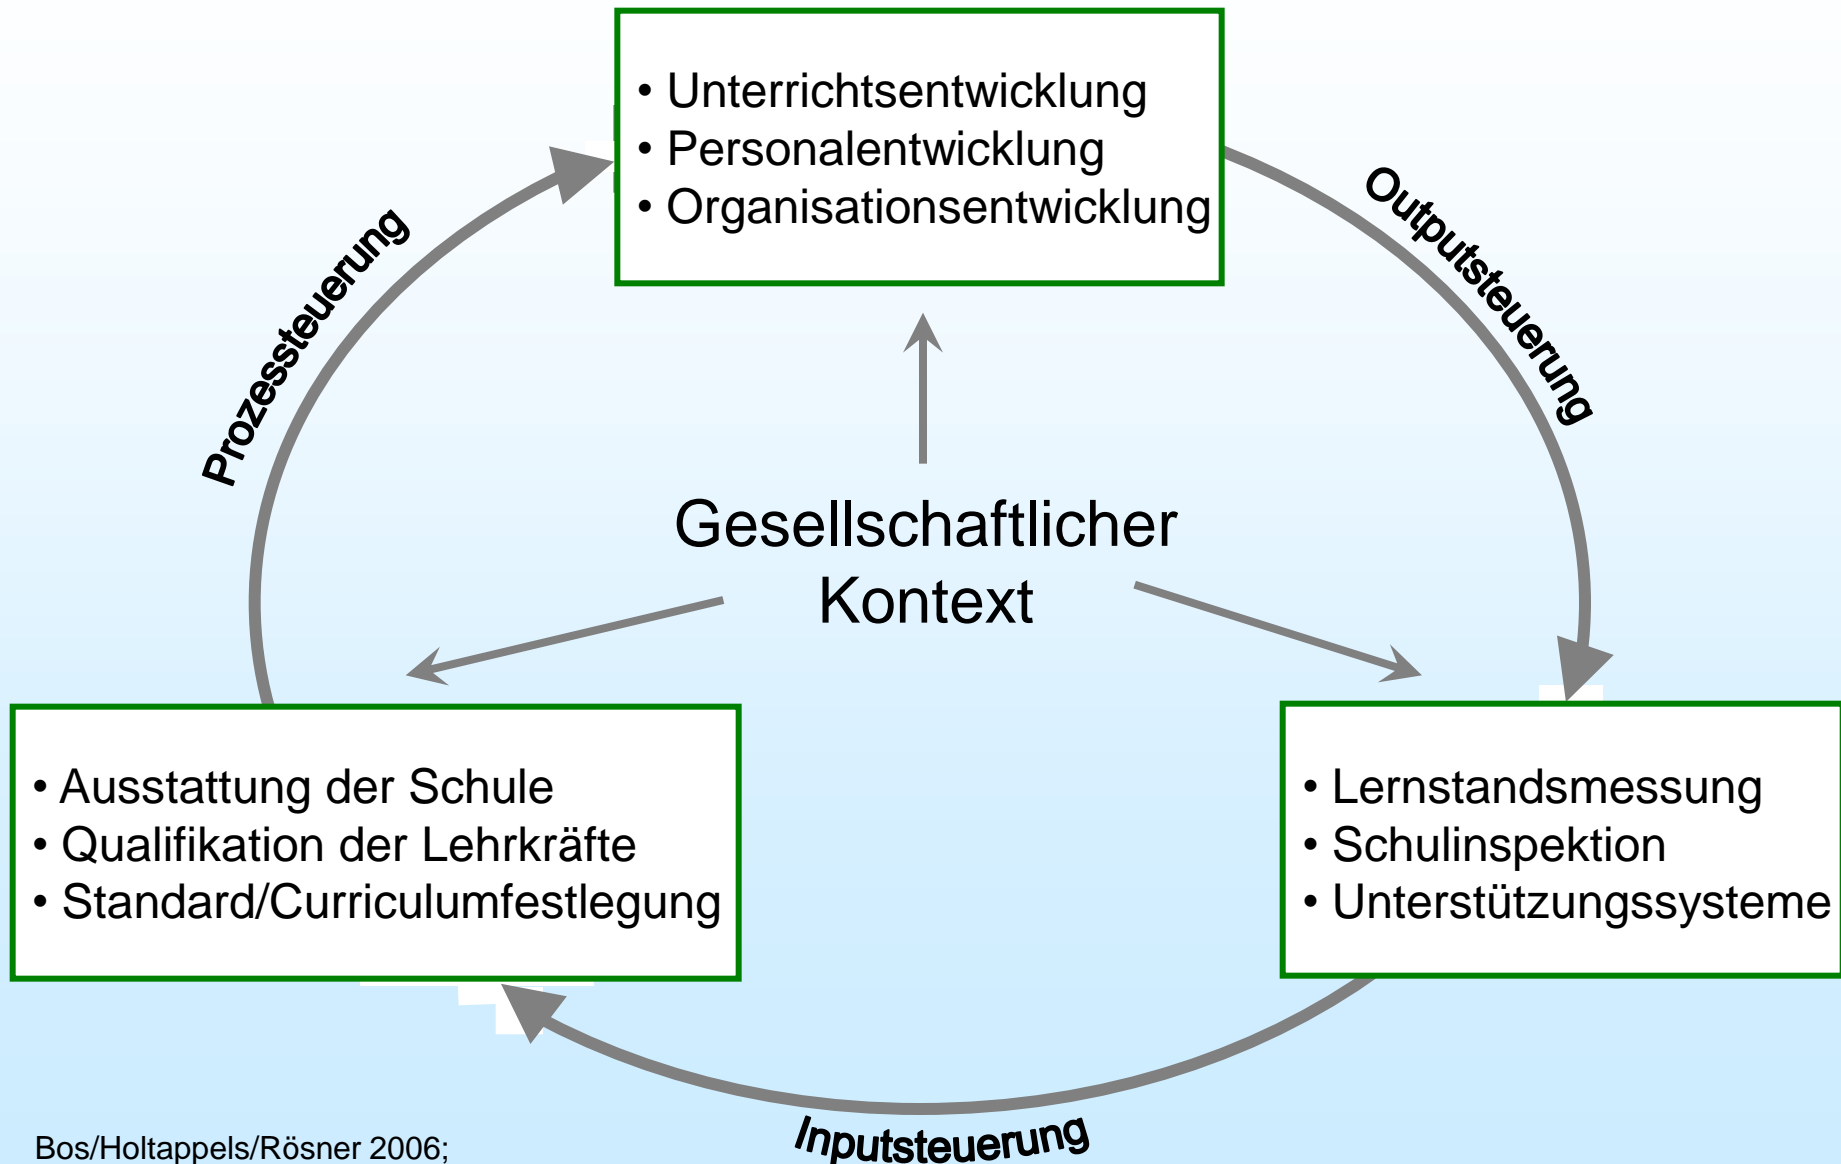 • Unterrichtsentwicklung
• Personalentwicklung
• Organisationsentwicklung
Prozesssteuerung
Outputsteuerung
Gesellschaftlicher
Kontext
• Ausstattung der Schule
• Qualifikation der Lehrkräfte
• Standard/Curriculumfestlegung
• Lernstandsmessung
• Schulinspektion
• Unterstützungssysteme
Inputsteuerung
Bos/Holtappels/Rösner 2006;